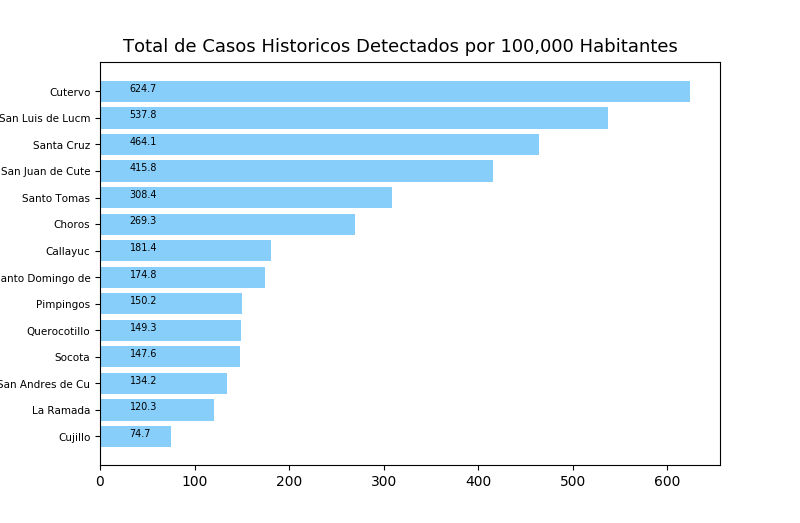 Total de Casos Historicos Detectados por 100,000 Habitantes
Cutervo 624.7
San Luis de Lucm 537.8
Santa Cruz 464.1
San Juan de Cute 415.8
Santo Tomas 308.4
Choros 269.3
Callayuc 181.4
anto Domingo de 174.8
Pimpingos 150.2
Querocotillo 149.3
Socota 147.6
San Andres de Cu 134.2
La Ramada 120.3
Cujillo 74.7
0 100 200 300 400 500 600